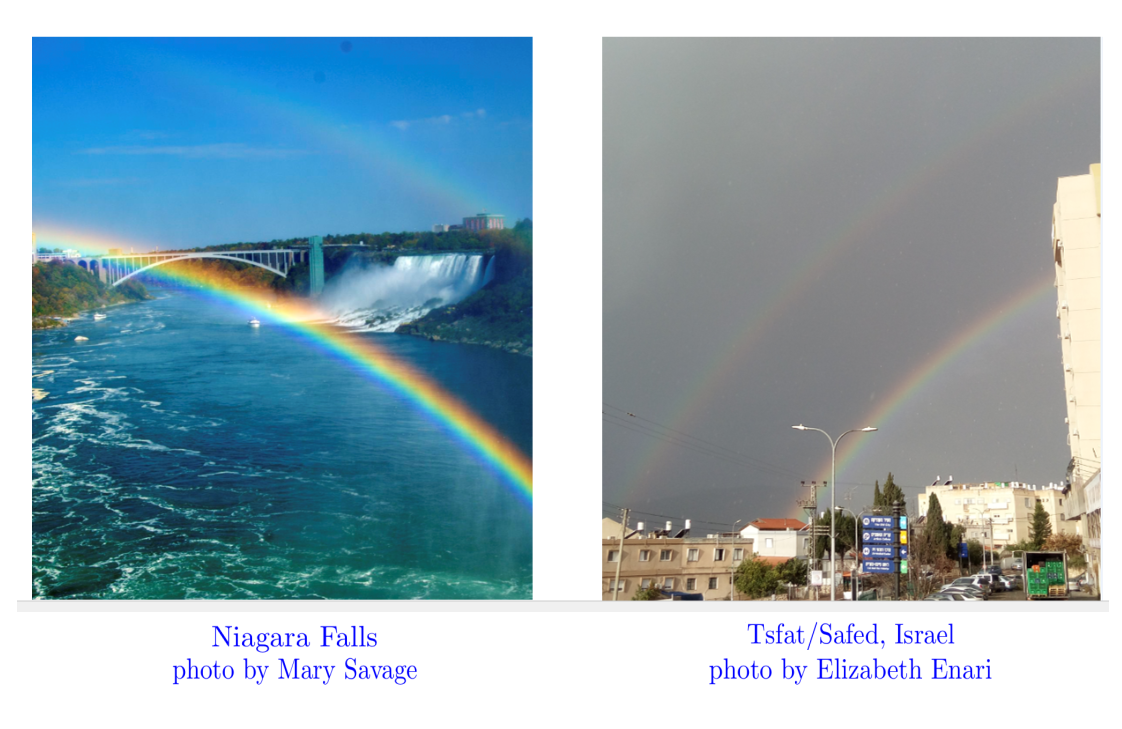 Niagara Falls
photo by Mary Savage
Tsfat/Safed, Israel
photo by Elizabeth Enari